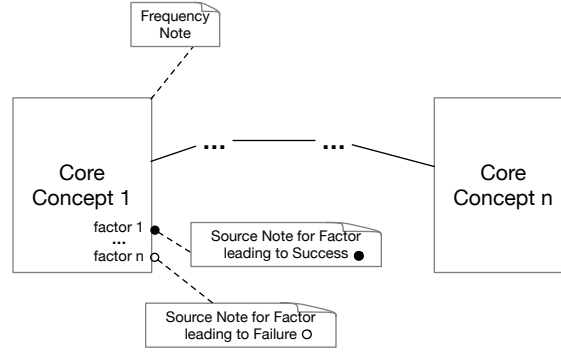 Frequency
Note
Core
Concept 1
...
...
Core
Concept n
factor 1
...
factor n
Source Note for Factor
leading to Success
Source Note for Factor
leading to Failure